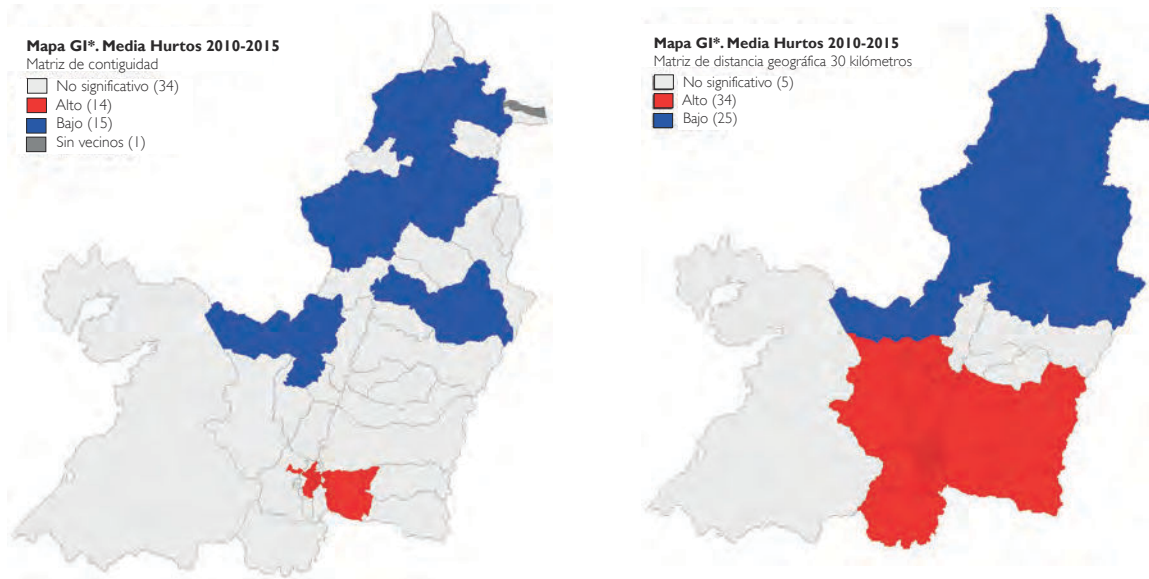 Mapa GI*. Media Hurtos 2010-2015
Matriz de contiguidad
No significativo (34)
Alto (14)
Bajo (15)
Sin vecinos (1)
Mapa GI*. Media Hurtos 2010-2015
Matriz de distancia geográfica 30 kilómetros
No significativo (5)
Alto (34)
Bajo (25)